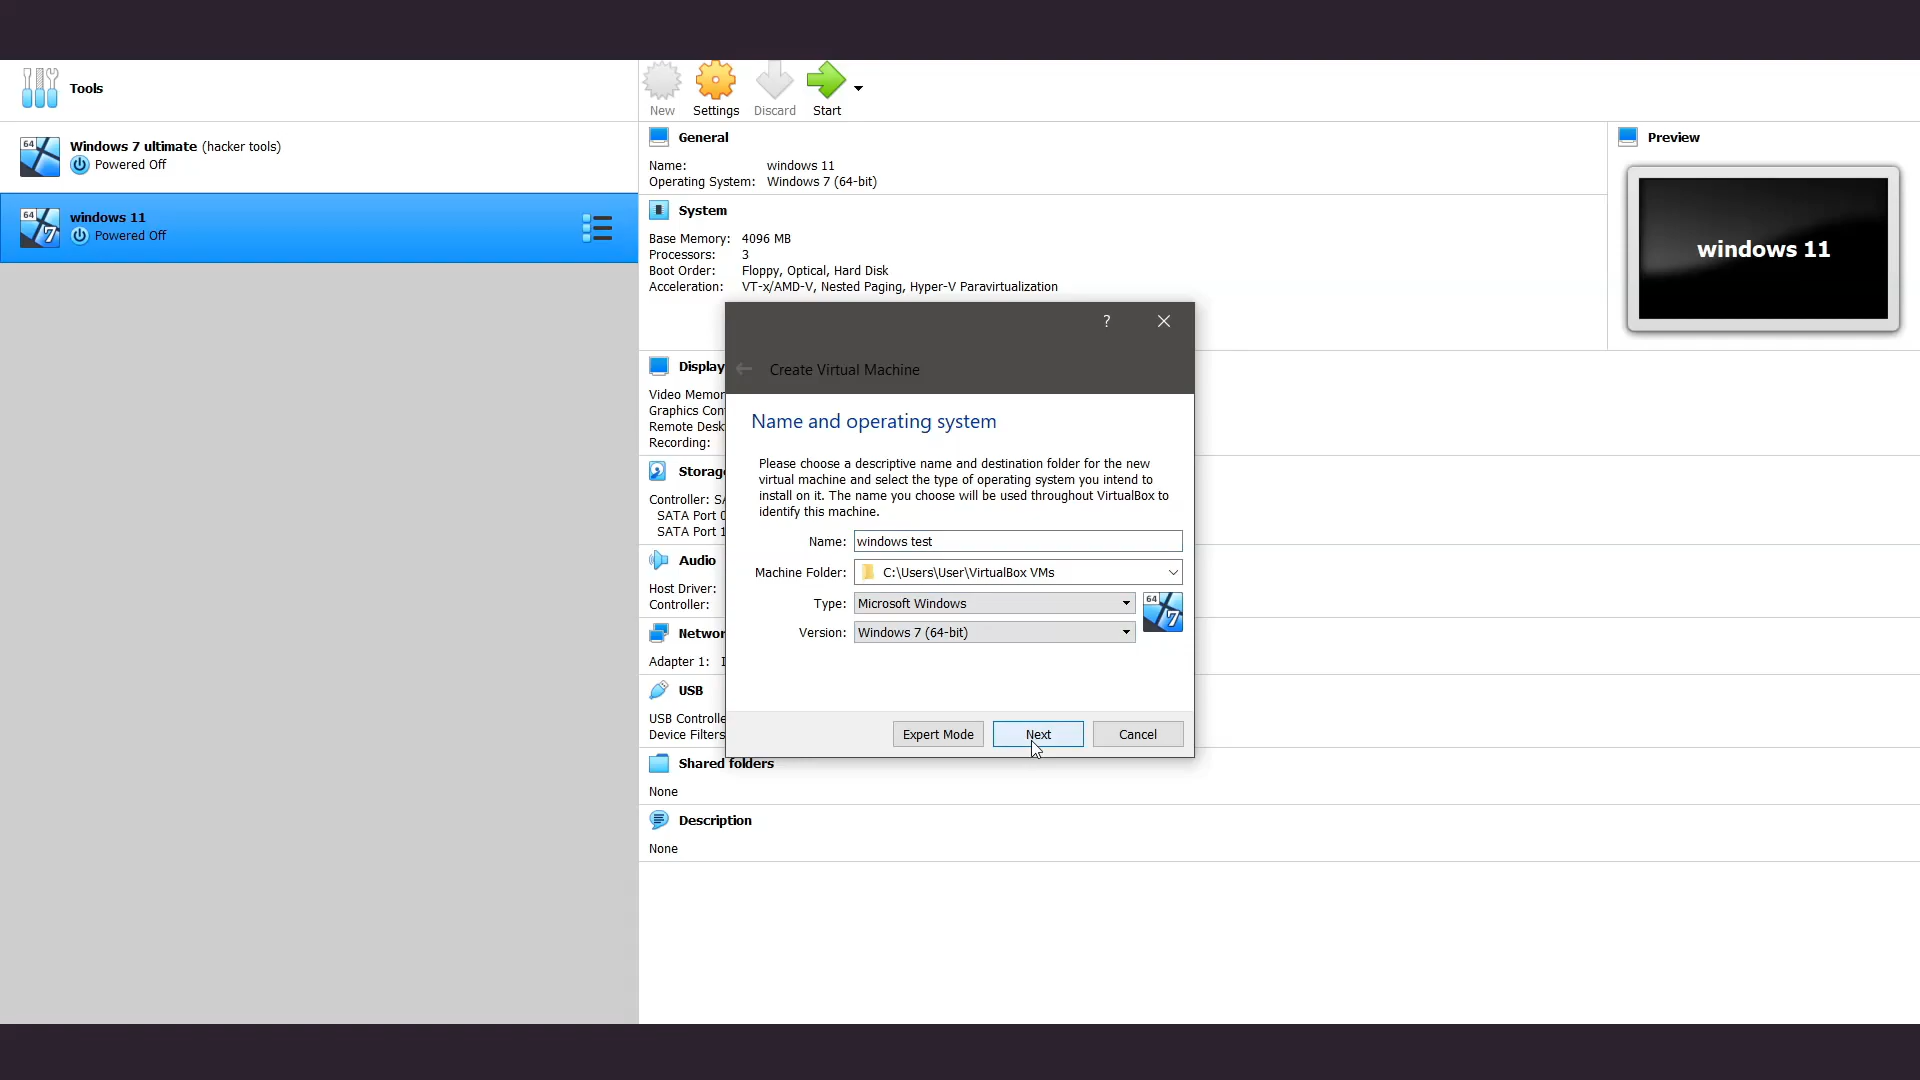 Tools
New
Settings
Discard
Start
64
Windows 7 ultimate (hacker tools)
Powered Off
64
7
windows 11
Powered Off
General
Name: windows 11
Operating System: Windows 7 (64-bit)
Preview
windows 11
System
Base Memory: 4096 MB
Processors: 3
Boot Order: Floppy, Optical, Hard Disk
Acceleration: VT-x/AMD-V, Nested Paging, Hyper-V Paravirtualization
Display
Video Memor
Graphics Con
Remote Desk
Recording:
Storag
Controller: SA
SATA Port 0
SATA Port 1
Audio
Host Driver:
Controller:
Networ
Adapter 1: I
USB
USB Controlle
Device Filters
Shared folders
None
Description
None
?
Create Virtual Machine
Name and operating system
Please choose a descriptive name and destination folder for the new
virtual machine and select the type of operating system you intend to
install on it. The name you choose will be used throughout VirtualBox to
identify this machine.
Name: windows test
Machine Folder: C:\Users\User\VirtualBox VMs
Type: Microsoft Windows
64
7
Version: Windows 7 (64-bit)
Expert Mode
Next
Cancel